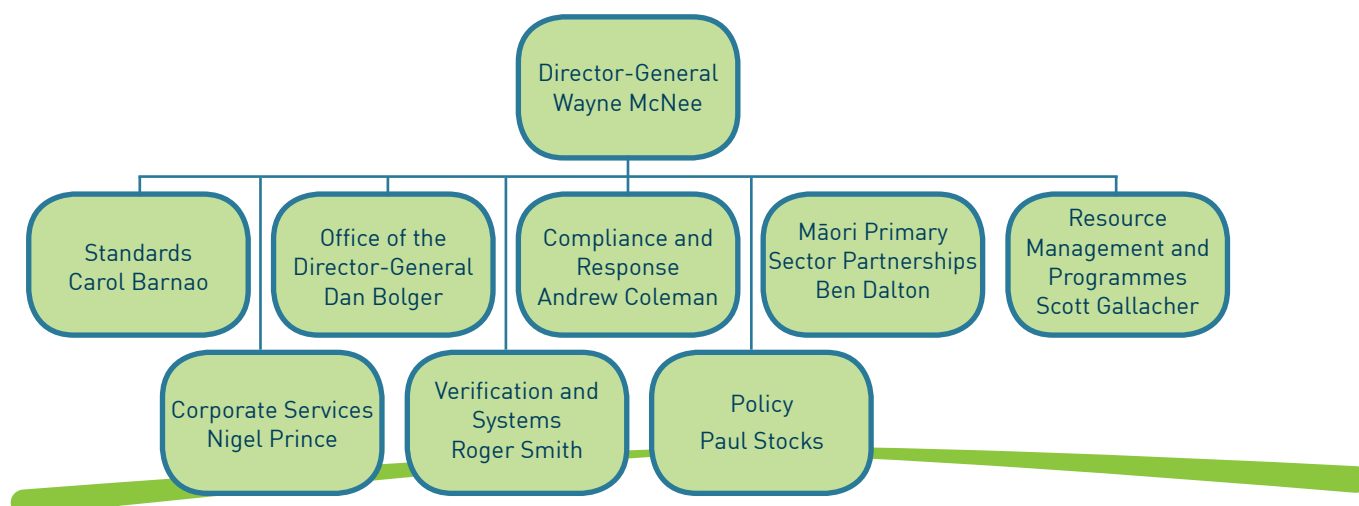 Director-General
Wayne McNee
Standards
Carol Barnao
Office of the
Director-General
Dan Bolger
Compliance and
Response
Andrew Coleman
Māori Primary
Sector Partnerships
Ben Dalton
Resource
Management and
Programmes
Scott Gallacher
Corporate Services
Nigel Prince
Verification and
Systems
Roger Smith
Policy
Paul Stocks